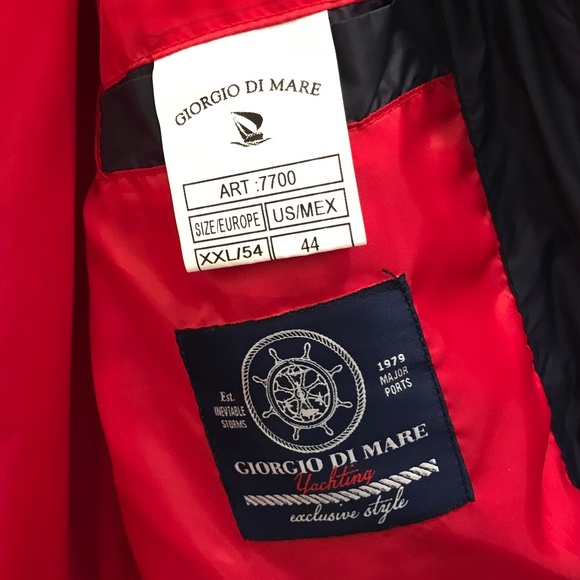 GIORGIO DI MARE
ART :7700
SIZE/EUROPE US/MEX
XXL/54 44
Est. 1979
INEVITABLE MAJOR
STORMS PORTS
GIORGIO DI MARE
Yachting
exclusive style